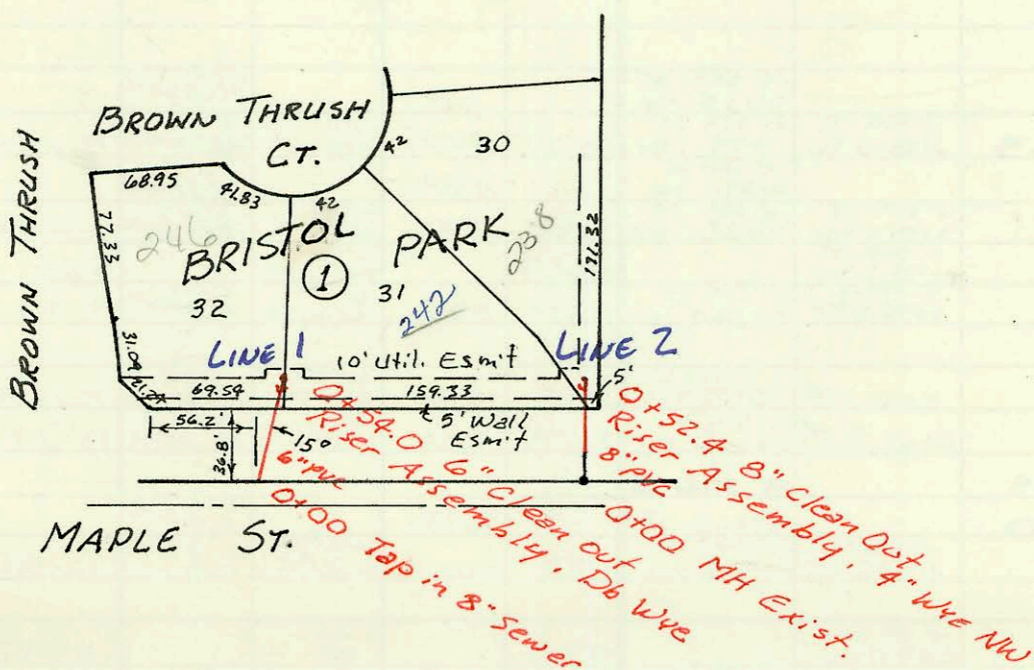 BROWN THRUSH
CT.
BROWN THRUSH
68.95
41.83
42
42
30
77.33
246
BRISTOL PARK
1
238
171.32
32
31
242
31.09
21.27
LINE 1
10' Util. Esm't
LINE 2
5'
69.54
159.33
5' Wall
Esm't
56.2'
36.8
15°
6" PVC
0+00 Tap in 8" Sewer
0+54.0 6" Clean out
Riser Assembly, Db Wye
8" PVC
0+00 MH Exist.
0+52.4 8" Clean Out
Riser Assembly, 4" Wye NW
MAPLE ST.